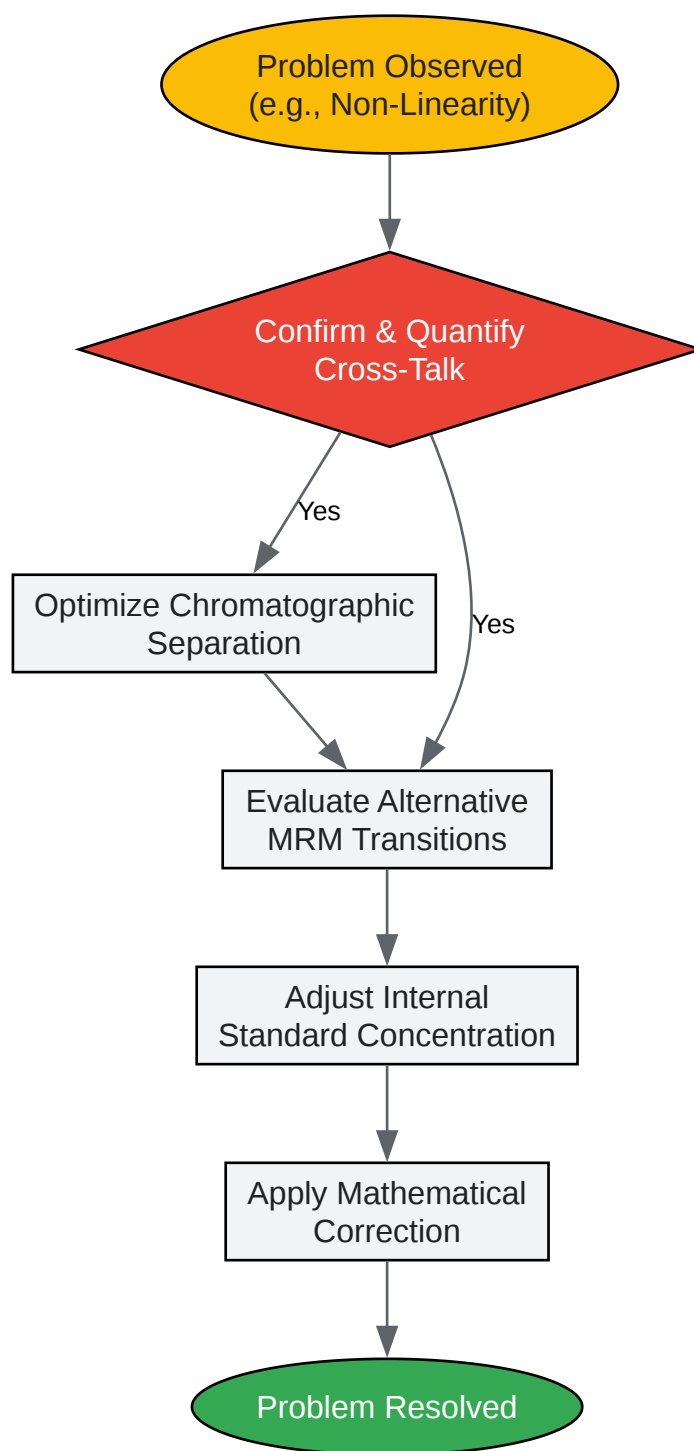 Problem Observed
(e.g., Non-Linearity)
Confirm & Quantify
Cross-Talk
Yes
Optimize Chromatographic
Separation
Yes
Evaluate Alternative
MRM Transitions
Adjust Internal
Standard Concentration
Apply Mathematical
Correction
Problem Resolved